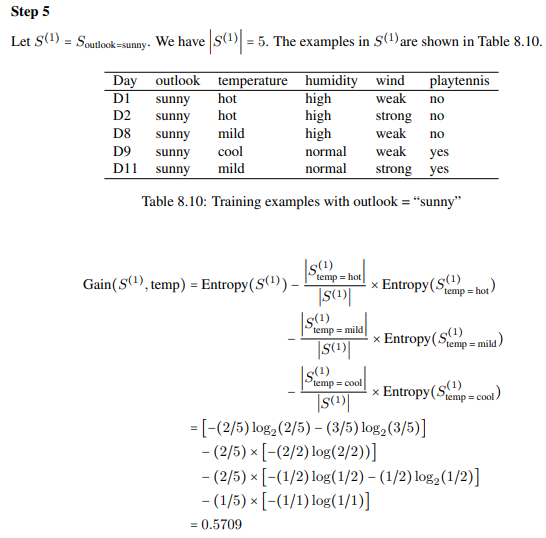 Step 5
Let S⁽¹⁾ = S_outlook=sunny. We have |S⁽¹⁾| = 5. The examples in S⁽¹⁾are shown in Table 8.10.
Day outlook temperature humidity wind playtennis
D1 sunny hot high weak no
D2 sunny hot high strong no
D8 sunny mild high weak no
D9 sunny cool normal weak yes
D11 sunny mild normal strong yes
Table 8.10: Training examples with outlook = “sunny”
Gain(S⁽¹⁾, temp) = Entropy(S⁽¹⁾) − |S⁽¹⁾_temp = hot| / |S⁽¹⁾| × Entropy(S⁽¹⁾_temp = hot)
− |S⁽¹⁾_temp = mild| / |S⁽¹⁾| × Entropy(S⁽¹⁾_temp = mild)
− |S⁽¹⁾_temp = cool| / |S⁽¹⁾| × Entropy(S⁽¹⁾_temp = cool)
= [−(2/5) log₂(2/5) − (3/5) log₂(3/5)]
− (2/5) × [−(2/2) log(2/2))]
− (2/5) × [−(1/2) log(1/2) − (1/2) log₂(1/2)]
− (1/5) × [−(1/1) log(1/1)]
= 0.5709